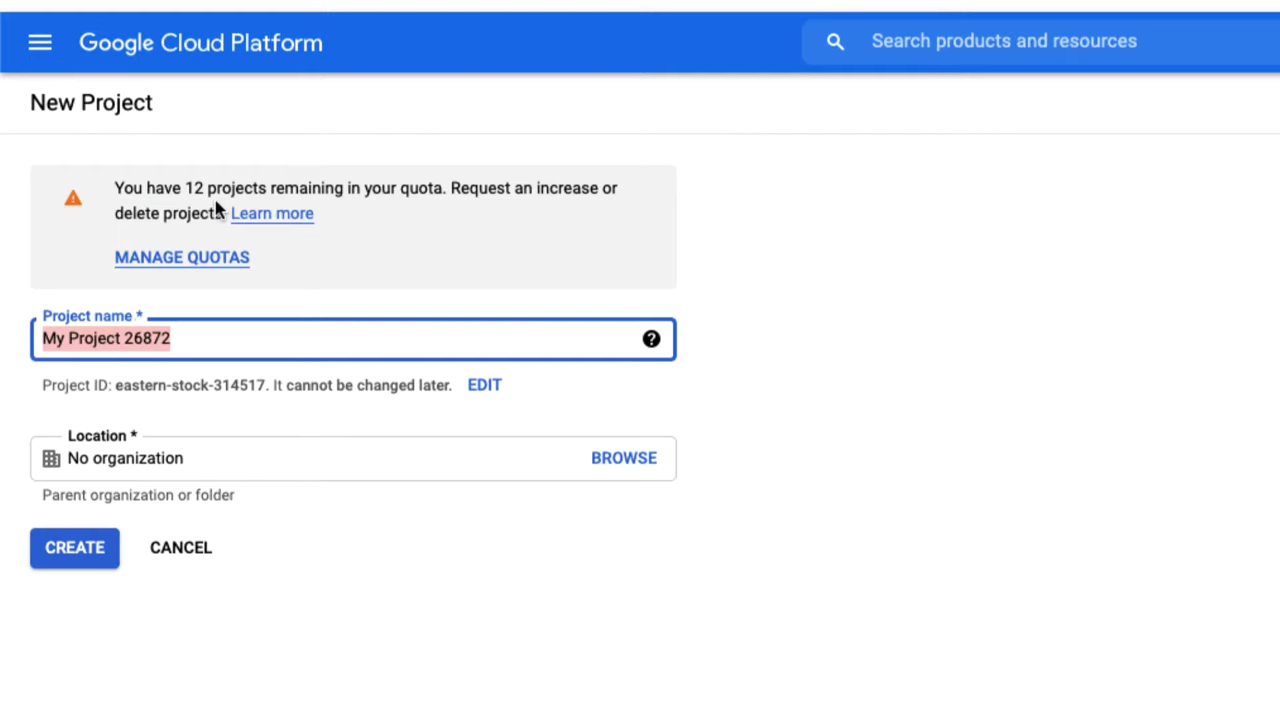 Google Cloud Platform
Search products and resources
New Project
You have 12 projects remaining in your quota. Request an increase or
delete projects. Learn more
MANAGE QUOTAS
Project name *
My Project 26872
Project ID: eastern-stock-314517. It cannot be changed later. EDIT
Location *
No organization BROWSE
Parent organization or folder
CREATE CANCEL